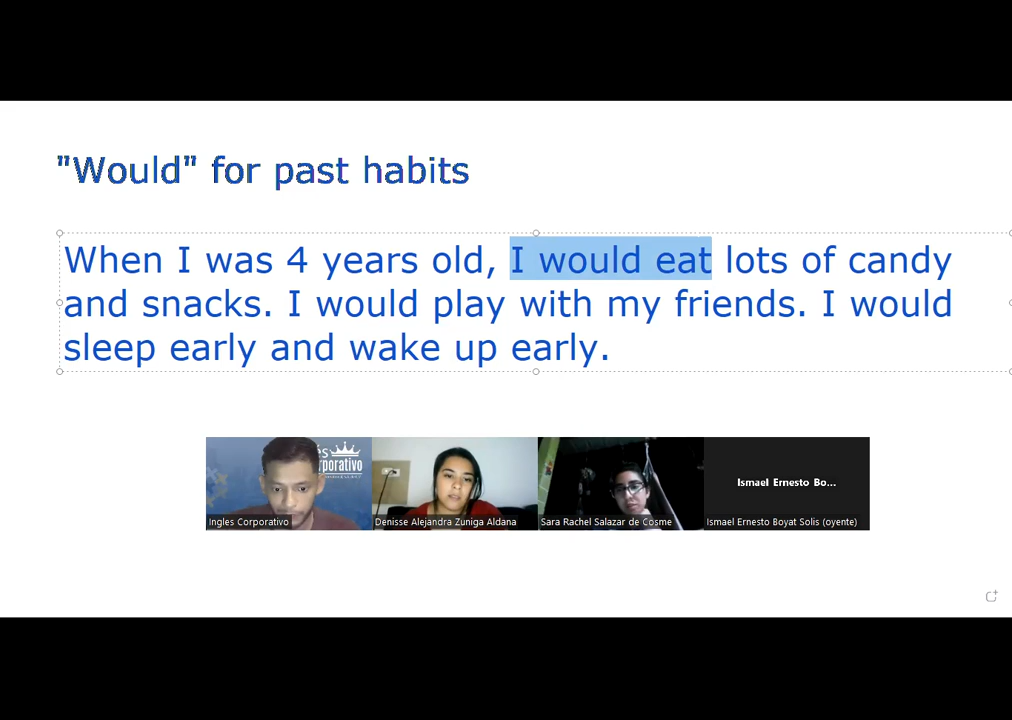 "Would" for past habits
When I was 4 years old, I would eat lots of candy
and snacks. I would play with my friends. I would
sleep early and wake up early.
és
rporativo
Ismael Ernesto Bo...
Ingles Corporativo
Denisse Alejandra Zuniga Aldana
Sara Rachel Salazar de Cosme
Ismael Ernesto Boyat Solis (oyente)